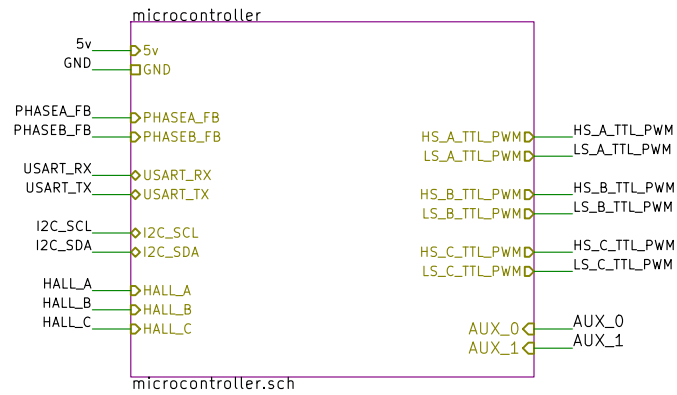 microcontroller
5v 5v
GND GND
PHASEA_FB PHASEA_FB
PHASEB_FB PHASEB_FB
HS_A_TTL_PWM HS_A_TTL_PWM
LS_A_TTL_PWM LS_A_TTL_PWM
USART_RX USART_RX
USART_TX USART_TX
HS_B_TTL_PWM HS_B_TTL_PWM
LS_B_TTL_PWM LS_B_TTL_PWM
I2C_SCL I2C_SCL
I2C_SDA I2C_SDA
HS_C_TTL_PWM HS_C_TTL_PWM
LS_C_TTL_PWM LS_C_TTL_PWM
HALL_A HALL_A
HALL_B HALL_B
HALL_C HALL_C
AUX_0 AUX_0
AUX_1 AUX_1
microcontroller.sch